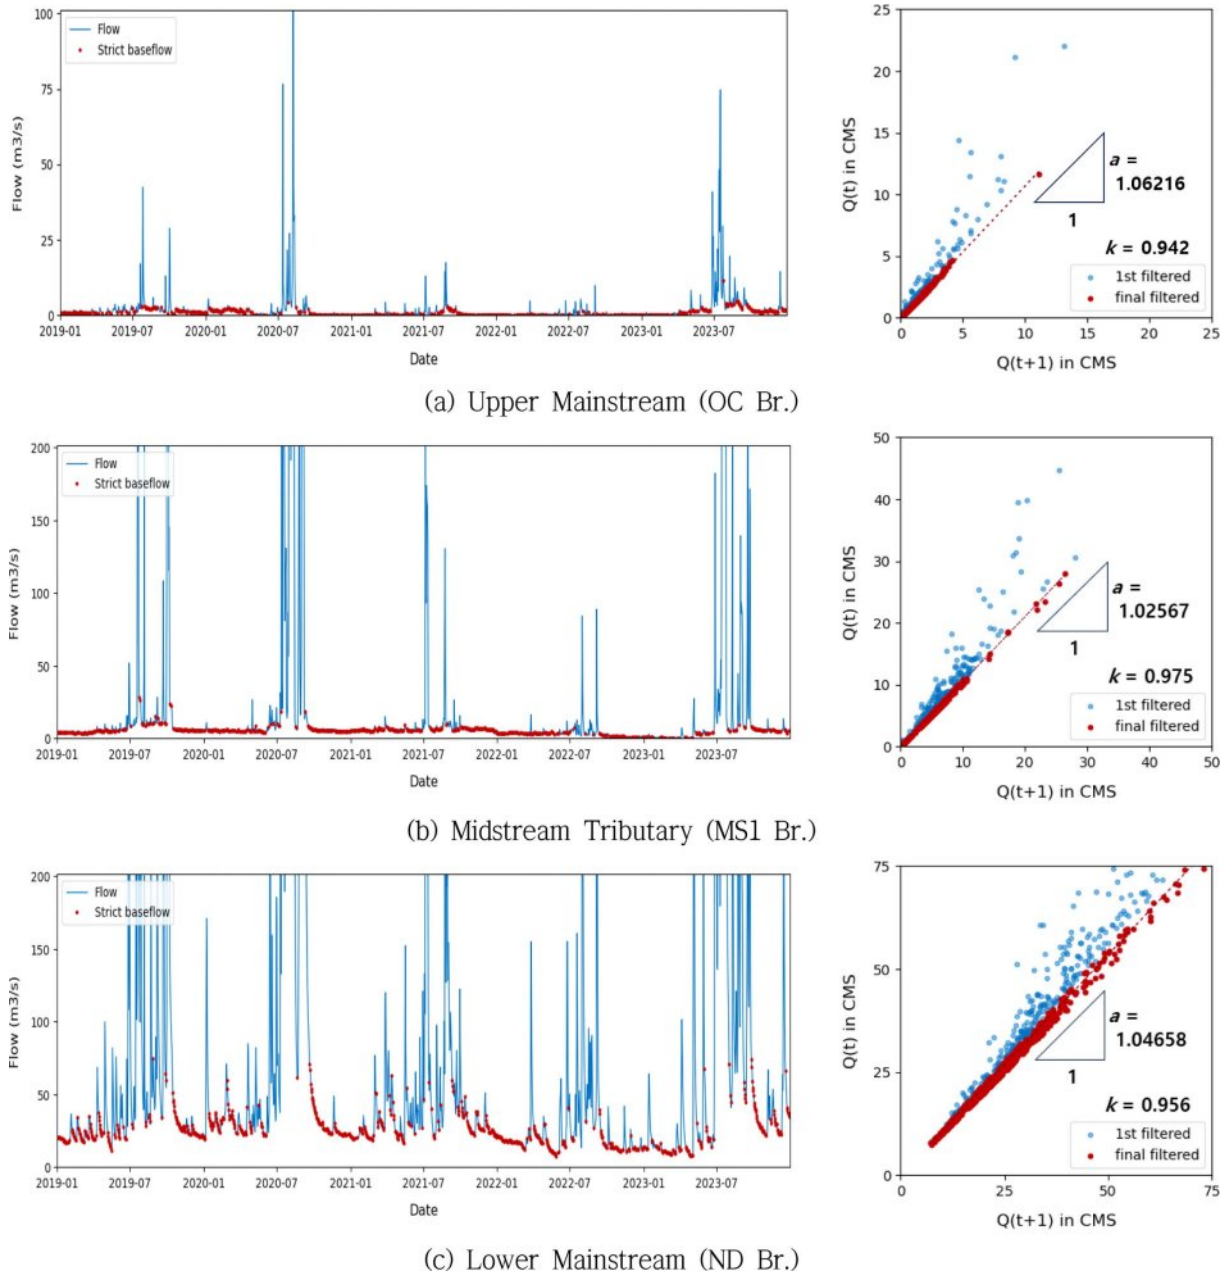 Flow
Strict baseflow
100
75
50
25
0
Flow (m3/s)
2019-01 2019-07 2020-01 2020-07 2021-01 2021-07 2022-01 2022-07 2023-01 2023-07
Date
25
20
15
10
5
0
Q(t) in CMS
a =
1.06216
1
k = 0.942
1st filtered
final filtered
0 5 10 15 20 25
Q(t+1) in CMS
(a) Upper Mainstream (OC Br.)
Flow
Strict baseflow
200
150
100
50
0
Flow (m3/s)
2019-01 2019-07 2020-01 2020-07 2021-01 2021-07 2022-01 2022-07 2023-01 2023-07
Date
50
40
30
20
10
0
Q(t) in CMS
a =
1.02567
1
k = 0.975
1st filtered
final filtered
0 10 20 30 40 50
Q(t+1) in CMS
(b) Midstream Tributary (MS1 Br.)
Flow
Strict baseflow
200
150
100
50
0
Flow (m3/s)
2019-01 2019-07 2020-01 2020-07 2021-01 2021-07 2022-01 2022-07 2023-01 2023-07
Date
75
50
25
0
Q(t) in CMS
a =
1.04658
1
k = 0.956
1st filtered
final filtered
0 25 50 75
Q(t+1) in CMS
(c) Lower Mainstream (ND Br.)